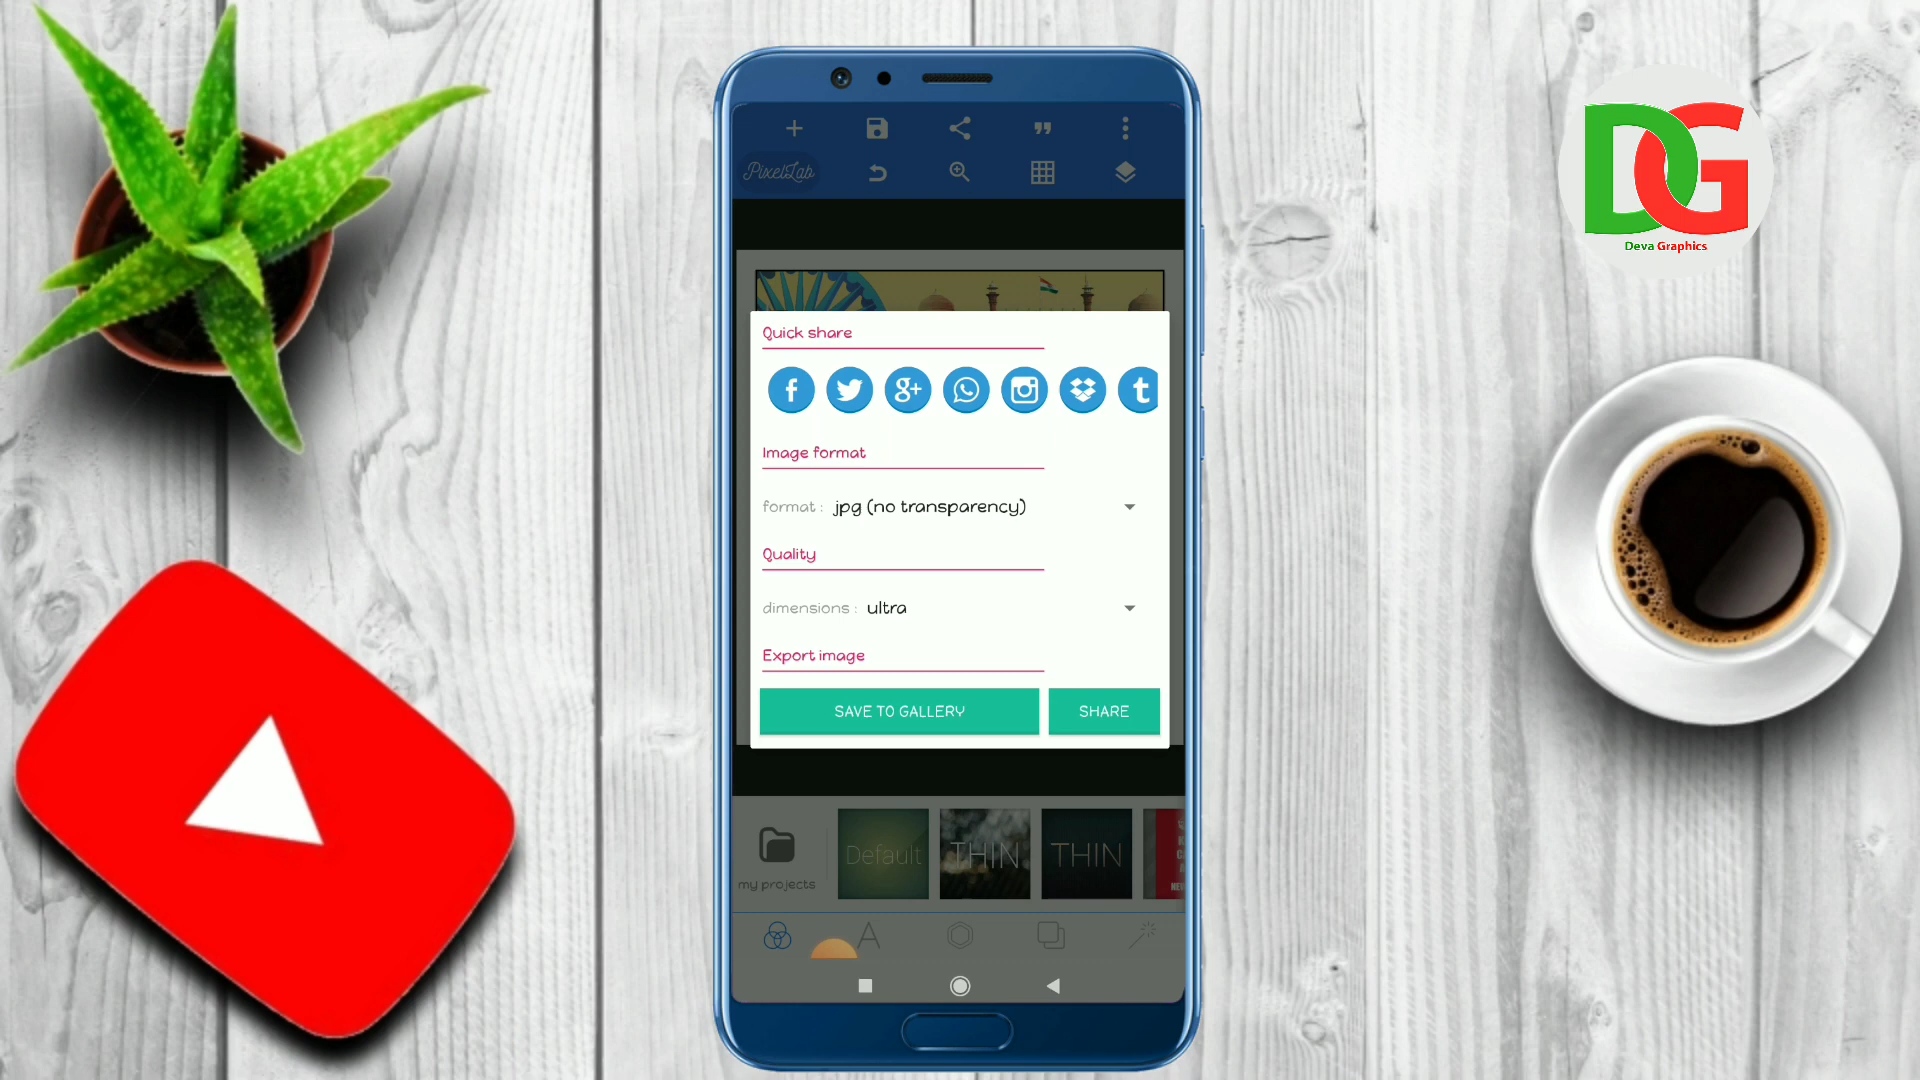 PixelLab
DG
Deva Graphics
Quick share
f g+ t
Image format
format : jpg (no transparency)
Quality
dimensions : ultra
Export image
SAVE TO GALLERY SHARE
Default THIN THIN
my projects
A